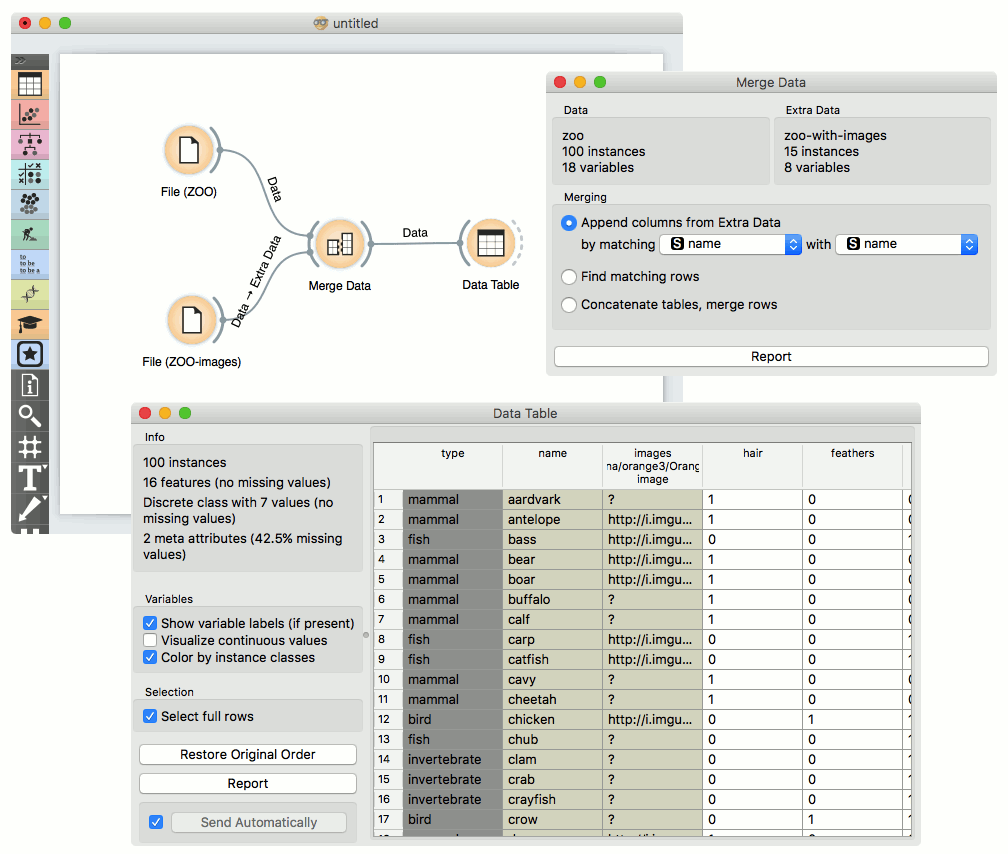 untitled
File (ZOO)
Data
Data → Extra Data
Merge Data
Data
Data Table
File (ZOO-images)
to
to be
to be a
Merge Data
Data
zoo
100 instances
18 variables
Extra Data
zoo-with-images
15 instances
8 variables
Merging
Append columns from Extra Data
by matching S name with S name
Find matching rows
Concatenate tables, merge rows
Report
Data Table
Info
100 instances
16 features (no missing values)
Discrete class with 7 values (no
missing values)
2 meta attributes (42.5% missing
values)
Variables
Show variable labels (if present)
Visualize continuous values
Color by instance classes
Selection
Select full rows
Restore Original Order
Report
Send Automatically
type name images hair feathers
na/orange3/Orang
image
1 mammal aardvark ? 1 0
2 mammal antelope http://i.imgu... 1 0
3 fish bass http://i.imgu... 0 0
4 mammal bear http://i.imgu... 1 0
5 mammal boar http://i.imgu... 1 0
6 mammal buffalo ? 1 0
7 mammal calf ? 1 0
8 fish carp http://i.imgu... 0 0
9 fish catfish http://i.imgu... 0 0
10 mammal cavy ? 1 0
11 mammal cheetah ? 1 0
12 bird chicken http://i.imgu... 0 1
13 fish chub ? 0 0
14 invertebrate clam ? 0 0
15 invertebrate crab ? 0 0
16 invertebrate crayfish ? 0 0
17 bird crow ? 0 1